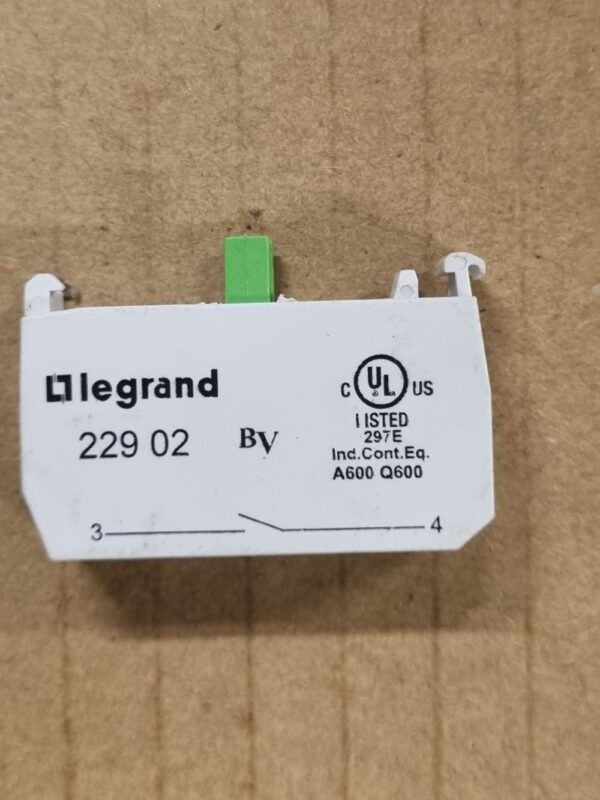 legrand
229 02
BV
C UL US
LISTED
297E
Ind.Cont.Eq.
A600 Q600
3 4